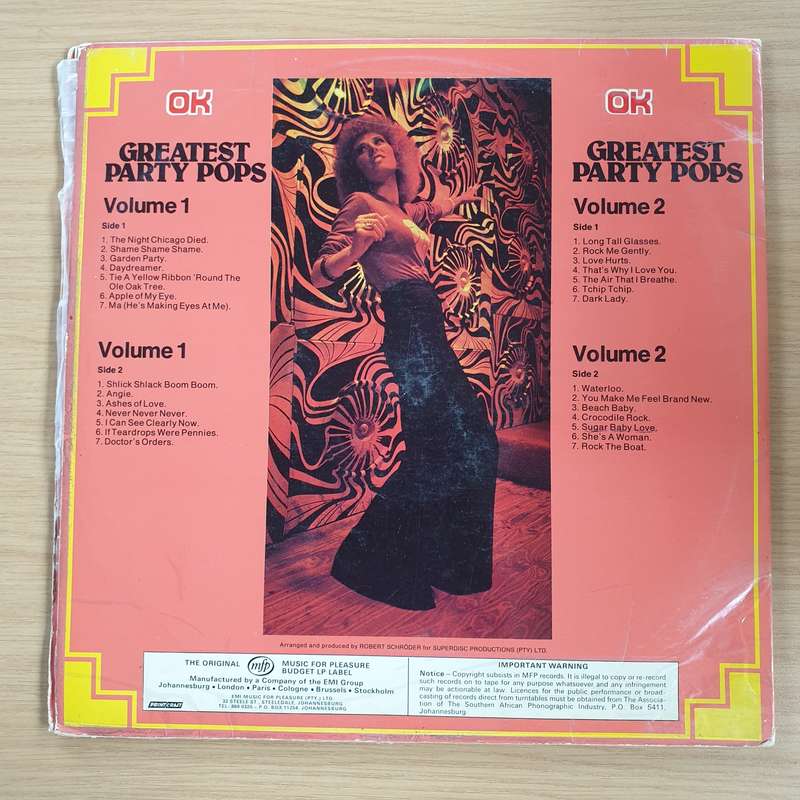 OK
GREATEST
PARTY POPS
Volume 1
Side 1
1. The Night Chicago Died.
2. Shame Shame Shame.
3. Garden Party.
4. Daydreamer.
5. Tie A Yellow Ribbon 'Round The
Ole Oak Tree.
6. Apple of My Eye.
7. Ma (He's Making Eyes At Me).
Volume 1
Side 2
1. Shlick Shlack Boom Boom.
2. Angie.
3. Ashes of Love.
4. Never Never Never.
5. I Can See Clearly Now.
6. If Teardrops Were Pennies.
7. Doctor's Orders.
OK
GREATEST
PARTY POPS
Volume 2
Side 1
1. Long Tall Glasses.
2. Rock Me Gently.
3. Love Hurts.
4. That's Why I Love You.
5. The Air That I Breathe.
6. Tchip Tchip.
7. Dark Lady.
Volume 2
Side 2
1. Waterloo.
2. You Make Me Feel Brand New.
3. Beach Baby.
4. Crocodile Rock.
5. Sugar Baby Love.
6. She's A Woman.
7. Rock The Boat.
Arranged and produced by ROBERT SCHRÖDER for SUPERDISC PRODUCTIONS (PTY) LTD.
THE ORIGINAL mfp MUSIC FOR PLEASURE
BUDGET LP LABEL
Manufactured by a Company of the EMI Group
Johannesburg • London • Paris • Cologne • Brussels • Stockholm
EMI MUSIC FOR PLEASURE (PTY.) LTD.
32 STEELE ST., STEELEDALE, JOHANNESBURG
TEL.: 869 0320 – P.O. BOX 11254, JOHANNESBURG
PRINTCRAFT
IMPORTANT WARNING
Notice – Copyright subsists in MFP records. It is illegal to copy or re-record
such records on to tape for any purpose whatsoever and any infringement
may be actionable at law. Licences for the public performance or broad-
casting of records direct from turntables must be obtained from The Associa-
tion of The Southern African Phonographic Industry, P.O. Box 5411,
Johannesburg